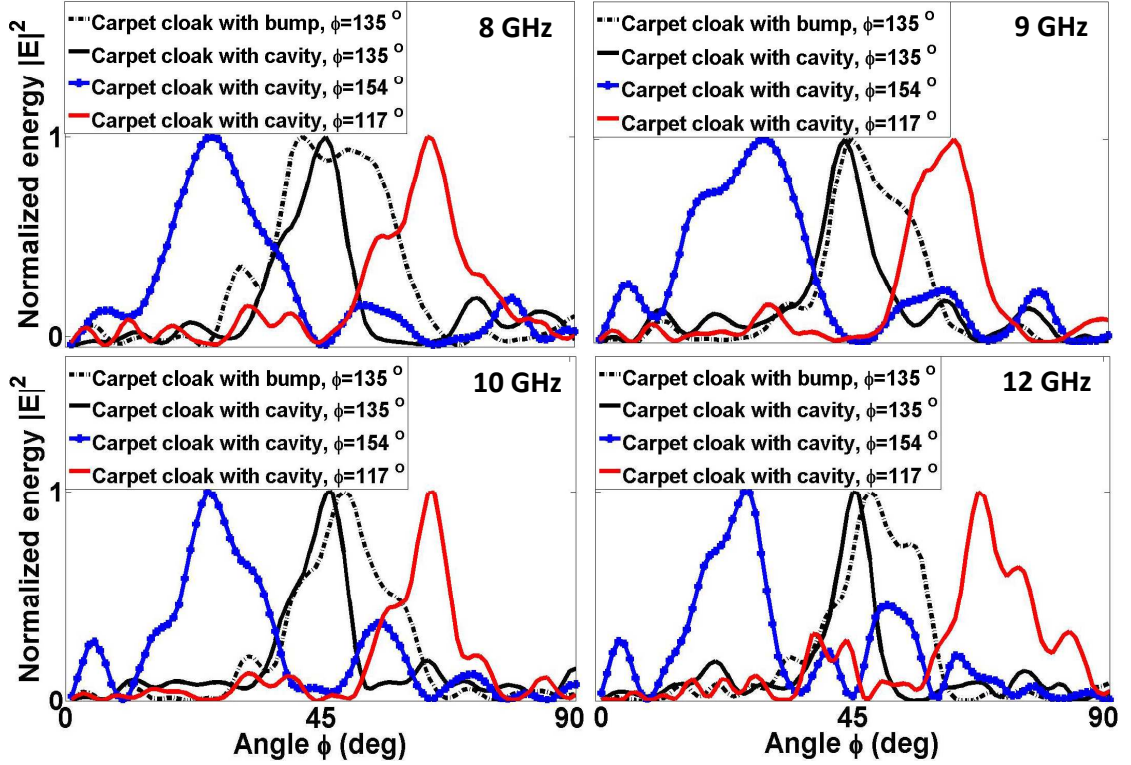 Carpet cloak with bump, ϕ=135 °
Carpet cloak with cavity, ϕ=135 °
Carpet cloak with cavity, ϕ=154 °
Carpet cloak with cavity, ϕ=117 °
8 GHz
Normalized energy |E|²
1
0
Carpet cloak with bump, ϕ=135 °
Carpet cloak with cavity, ϕ=135 °
Carpet cloak with cavity, ϕ=154 °
Carpet cloak with cavity, ϕ=117 °
9 GHz
Carpet cloak with bump, ϕ=135 °
Carpet cloak with cavity, ϕ=135 °
Carpet cloak with cavity, ϕ=154 °
Carpet cloak with cavity, ϕ=117 °
10 GHz
Normalized energy |E|²
1
0
0 45 90
Angle ϕ (deg)
Carpet cloak with bump, ϕ=135 °
Carpet cloak with cavity, ϕ=135 °
Carpet cloak with cavity, ϕ=154 °
Carpet cloak with cavity, ϕ=117 °
12 GHz
0 45 90
Angle ϕ (deg)